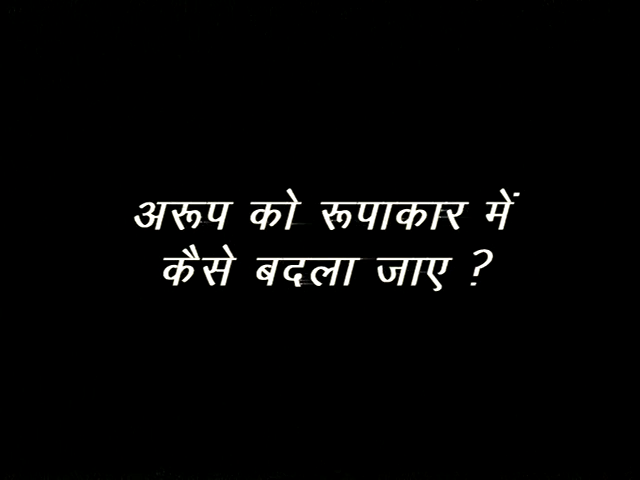 अरूप को रूपाकार में
कैसे बदला जाए ?